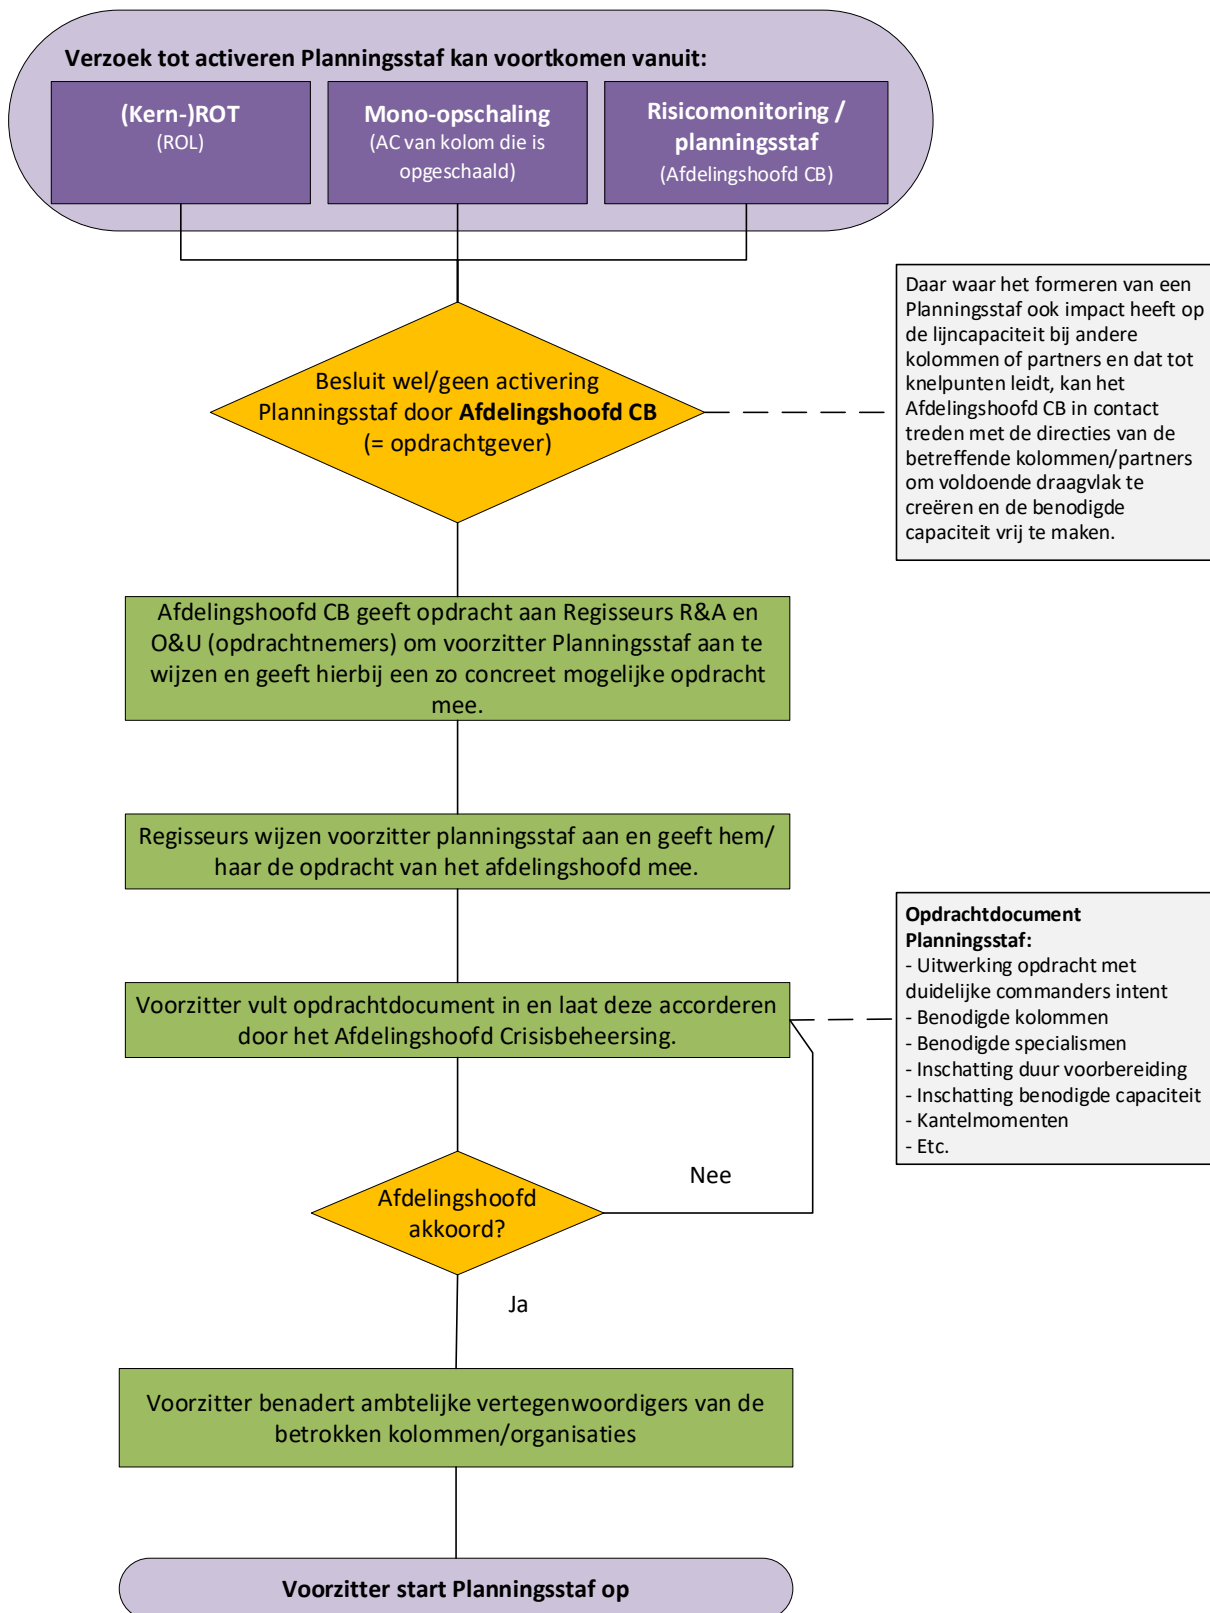 Verzoek tot activeren Planningsstaf kan voortkomen vanuit:
(Kern-)ROT
(ROL)
Mono-opschaling
(AC van kolom die is
opgeschaald)
Risicomonitoring /
planningsstaf
(Afdelingshoofd CB)
Besluit wel/geen activering
Planningsstaf door Afdelingshoofd CB
(= opdrachtgever)
Daar waar het formeren van een
Planningsstaf ook impact heeft op
de lijncapaciteit bij andere
kolommen of partners en dat tot
knelpunten leidt, kan het
Afdelingshoofd CB in contact
treden met de directies van de
betreffende kolommen/partners
om voldoende draagvlak te
creëren en de benodigde
capaciteit vrij te maken.
Afdelingshoofd CB geeft opdracht aan Regisseurs R&A en
O&U (opdrachtnemers) om voorzitter Planningsstaf aan te
wijzen en geeft hierbij een zo concreet mogelijke opdracht
mee.
Regisseurs wijzen voorzitter planningsstaf aan en geeft hem/
haar de opdracht van het afdelingshoofd mee.
Voorzitter vult opdrachtdocument in en laat deze accorderen
door het Afdelingshoofd Crisisbeheersing.
Opdrachtdocument
Planningsstaf:
- Uitwerking opdracht met
duidelijke commanders intent
- Benodigde kolommen
- Benodigde specialismen
- Inschatting duur voorbereiding
- Inschatting benodigde capaciteit
- Kantelmomenten
- Etc.
Afdelingshoofd
akkoord?
Nee
Ja
Voorzitter benadert ambtelijke vertegenwoordigers van de
betrokken kolommen/organisaties
Voorzitter start Planningsstaf op